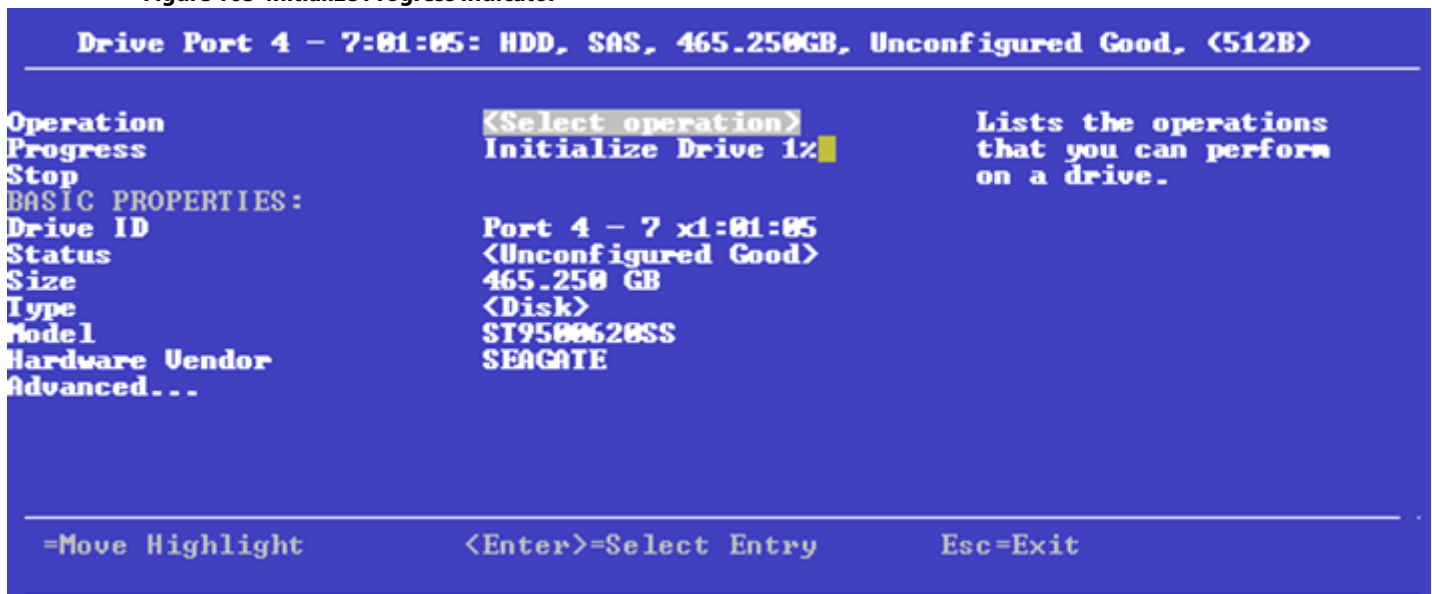 Drive Port 4 – 7:01:05: HDD, SAS, 465.250GB, Unconfigured Good, (512B)
Operation <Select operation> Lists the operations
Progress Initialize Drive 1% that you can perform
Stop on a drive.
BASIC PROPERTIES:
Drive ID Port 4 – 7 x1:01:05
Status <Unconfigured Good>
Size 465.250 GB
Type <Disk>
Model ST9500620SS
Hardware Vendor SEAGATE
Advanced...
=Move Highlight <Enter>=Select Entry Esc=Exit